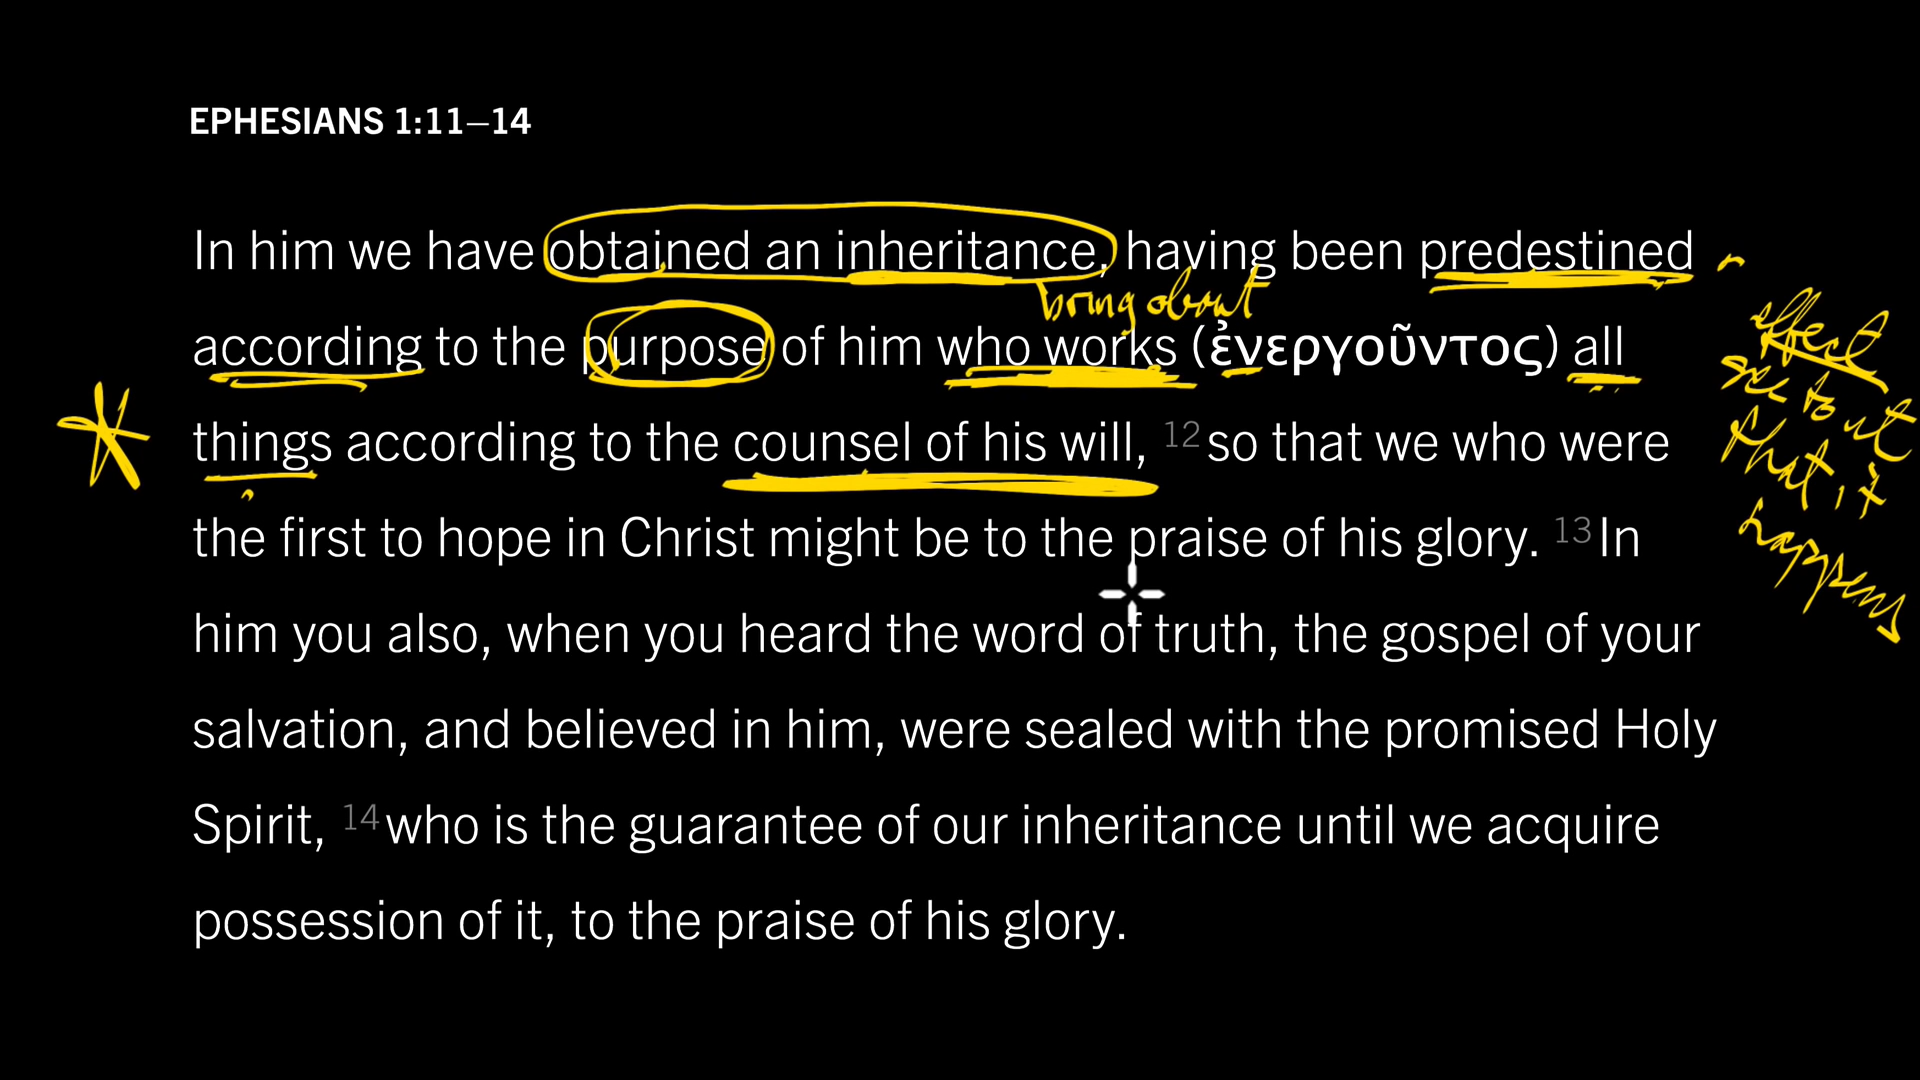 EPHESIANS 1:11–14
In him we have obtained an inheritance, having been predestined
bring about
according to the purpose of him who works (ἐνεργοῦντος) all
things according to the counsel of his will, 12 so that we who were
the first to hope in Christ might be to the praise of his glory. 13 In
him you also, when you heard the word of truth, the gospel of your
salvation, and believed in him, were sealed with the promised Holy
Spirit, 14 who is the guarantee of our inheritance until we acquire
possession of it, to the praise of his glory.
effect
see to it
that it
happens